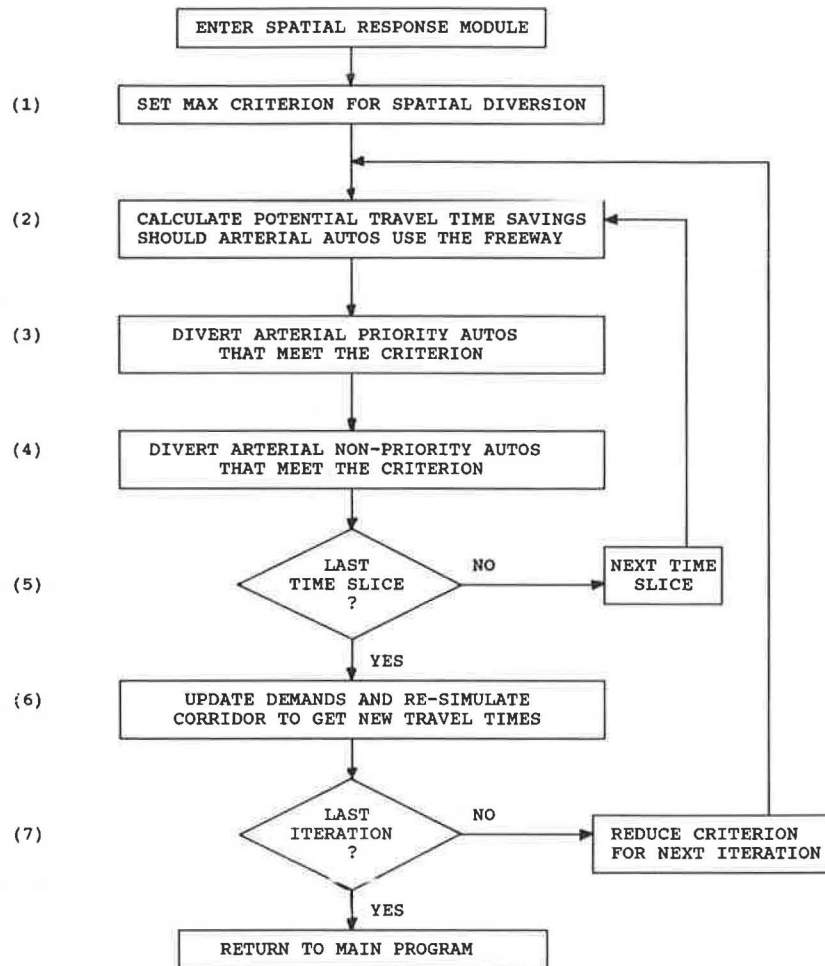 ENTER SPATIAL RESPONSE MODULE
(1)
SET MAX CRITERION FOR SPATIAL DIVERSION
(2)
CALCULATE POTENTIAL TRAVEL TIME SAVINGS
SHOULD ARTERIAL AUTOS USE THE FREEWAY
(3)
DIVERT ARTERIAL PRIORITY AUTOS
THAT MEET THE CRITERION
(4)
DIVERT ARTERIAL NON-PRIORITY AUTOS
THAT MEET THE CRITERION
(5)
LAST
TIME SLICE
?
NO
NEXT TIME
SLICE
YES
(6)
UPDATE DEMANDS AND RE-SIMULATE
CORRIDOR TO GET NEW TRAVEL TIMES
(7)
LAST
ITERATION
?
NO
REDUCE CRITERION
FOR NEXT ITERATION
YES
RETURN TO MAIN PROGRAM